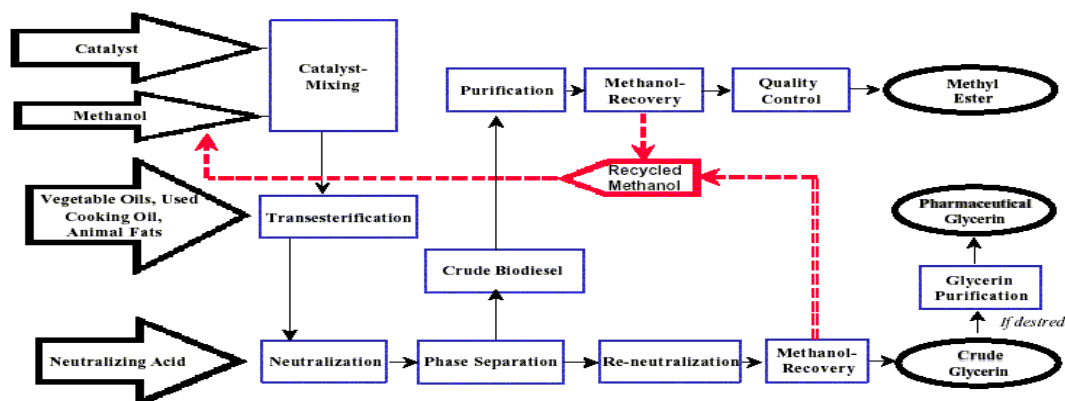 Catalyst
Catalyst-
Mixing
Methanol
Purification
Methanol-
Recovery
Quality
Control
Methyl
Ester
Recycled
Methanol
Vegetable Oils, Used
Cooking Oil,
Animal Fats
Transesterification
Pharmaceutical
Glycerin
Crude Biodiesel
Glycerin
Purification
If destred
Neutralizing Acid
Neutralization
Phase Separation
Re-neutralization
Methanol-
Recovery
Crude
Glycerin